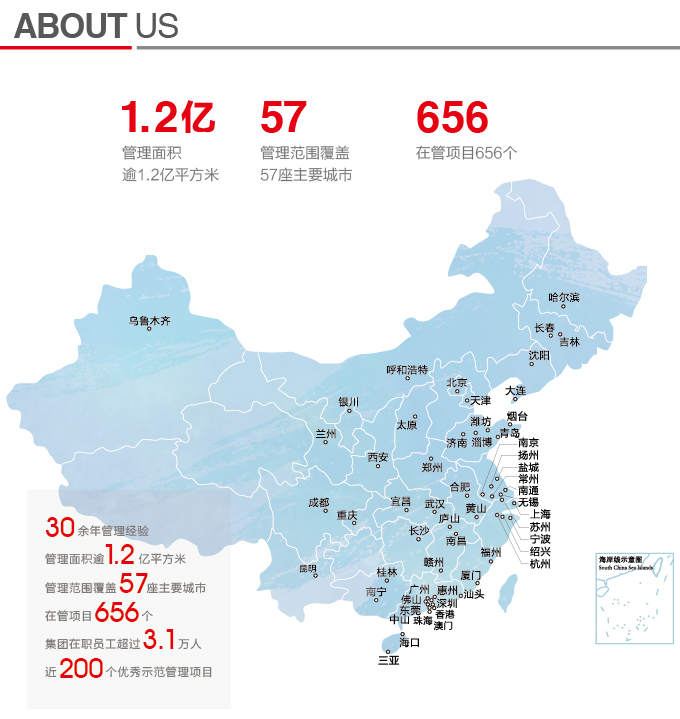 ABOUT US
1.2亿
57
656
管理面积
管理范围覆盖
在管项目656个
逾1.2亿平方米
57座主要城市
哈尔滨
乌鲁木齐
长春
吉林
沈阳
呼和浩特
北京
大连
天津
银川
烟台
太原
潍坊
兰州
青岛
济南
淄博
南京
西安
扬州
郑州
盐城
常州
合肥
南通
成都
宜昌
武汉
无锡
重庆
黄山
上海
庐山
苏州
长沙
南昌
宁波
绍兴
福州
杭州
赣州
昆明
桂林
厦门
海岸线示意图
South China Sea Islands
南宁
广州
惠州
汕头
佛山
深圳
东莞
香港
中山
珠海
澳门
海口
三亚
30余年管理经验
管理面积逾1.2亿平方米
管理范围覆盖57座主要城市
在管项目656个
集团在职员工超过3.1万人
近200个优秀示范管理项目